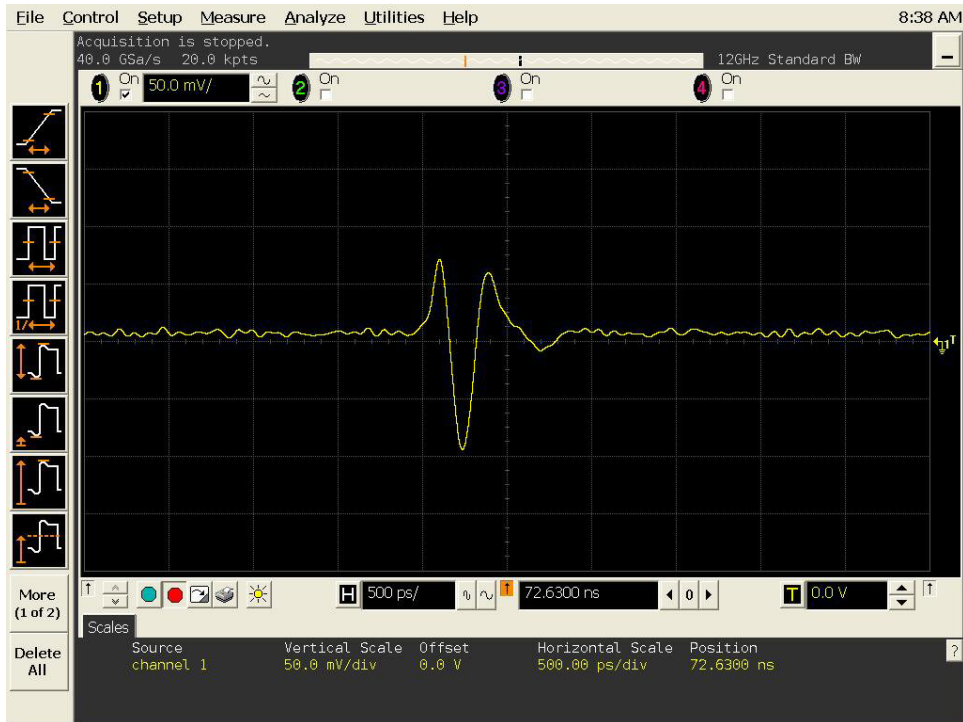 File Control Setup Measure Analyze Utilities Help 8:38 AM
Acquisition is stopped.
40.0 GSa/s 20.0 kpts 12GHz Standard BW
1 On 50.0 mV/ 2 On 3 On 4 On
1T
1/
More
(1 of 2)
Delete
All
H 500 ps/ 72.6300 ns 0 T 0.0 V
Scales
Source Vertical Scale Offset Horizontal Scale Position
channel 1 50.0 mV/div 0.0 V 500.00 ps/div 72.6300 ns
?